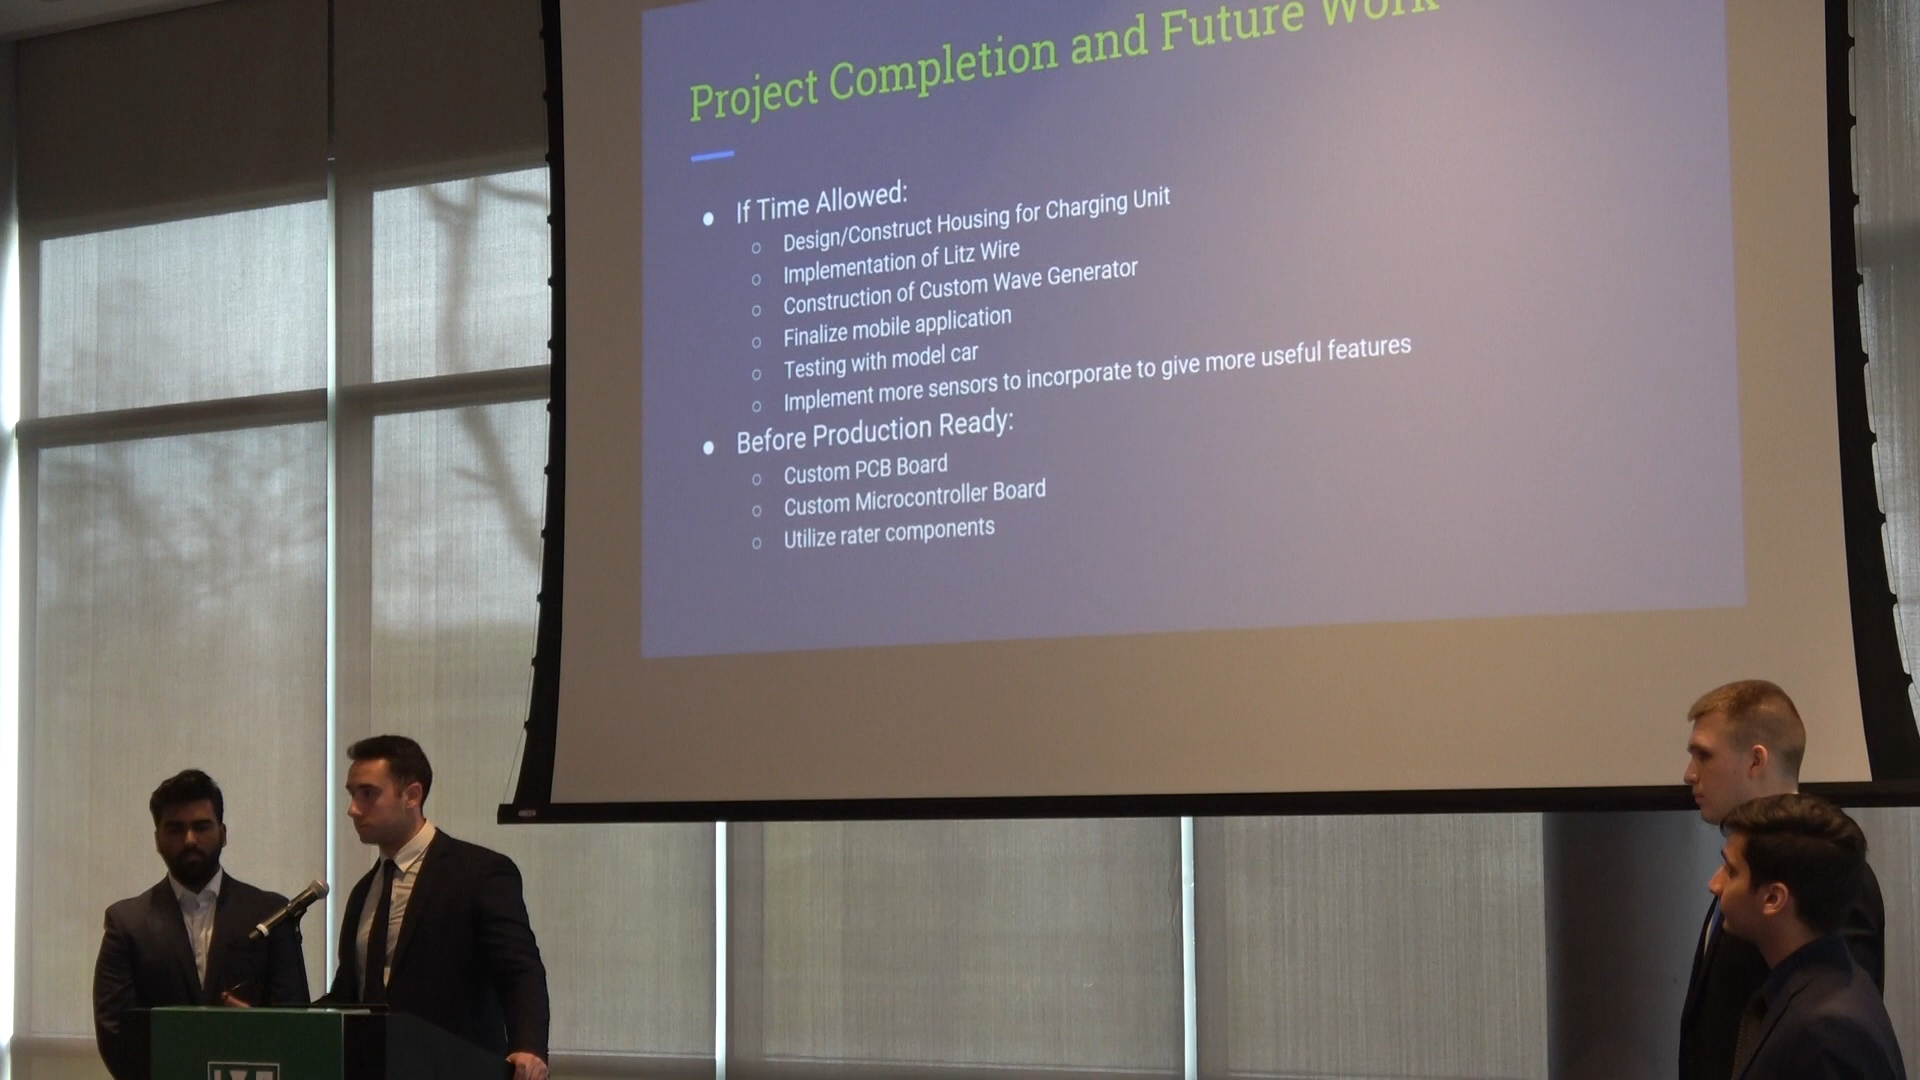 Project Completion and Future Work
If Time Allowed:
Design/Construct Housing for Charging Unit
Implementation of Litz Wire
Construction of Custom Wave Generator
Finalize mobile application
Testing with model car
Implement more sensors to incorporate to give more useful features
Before Production Ready:
Custom PCB Board
Custom Microcontroller Board
Utilize rater components